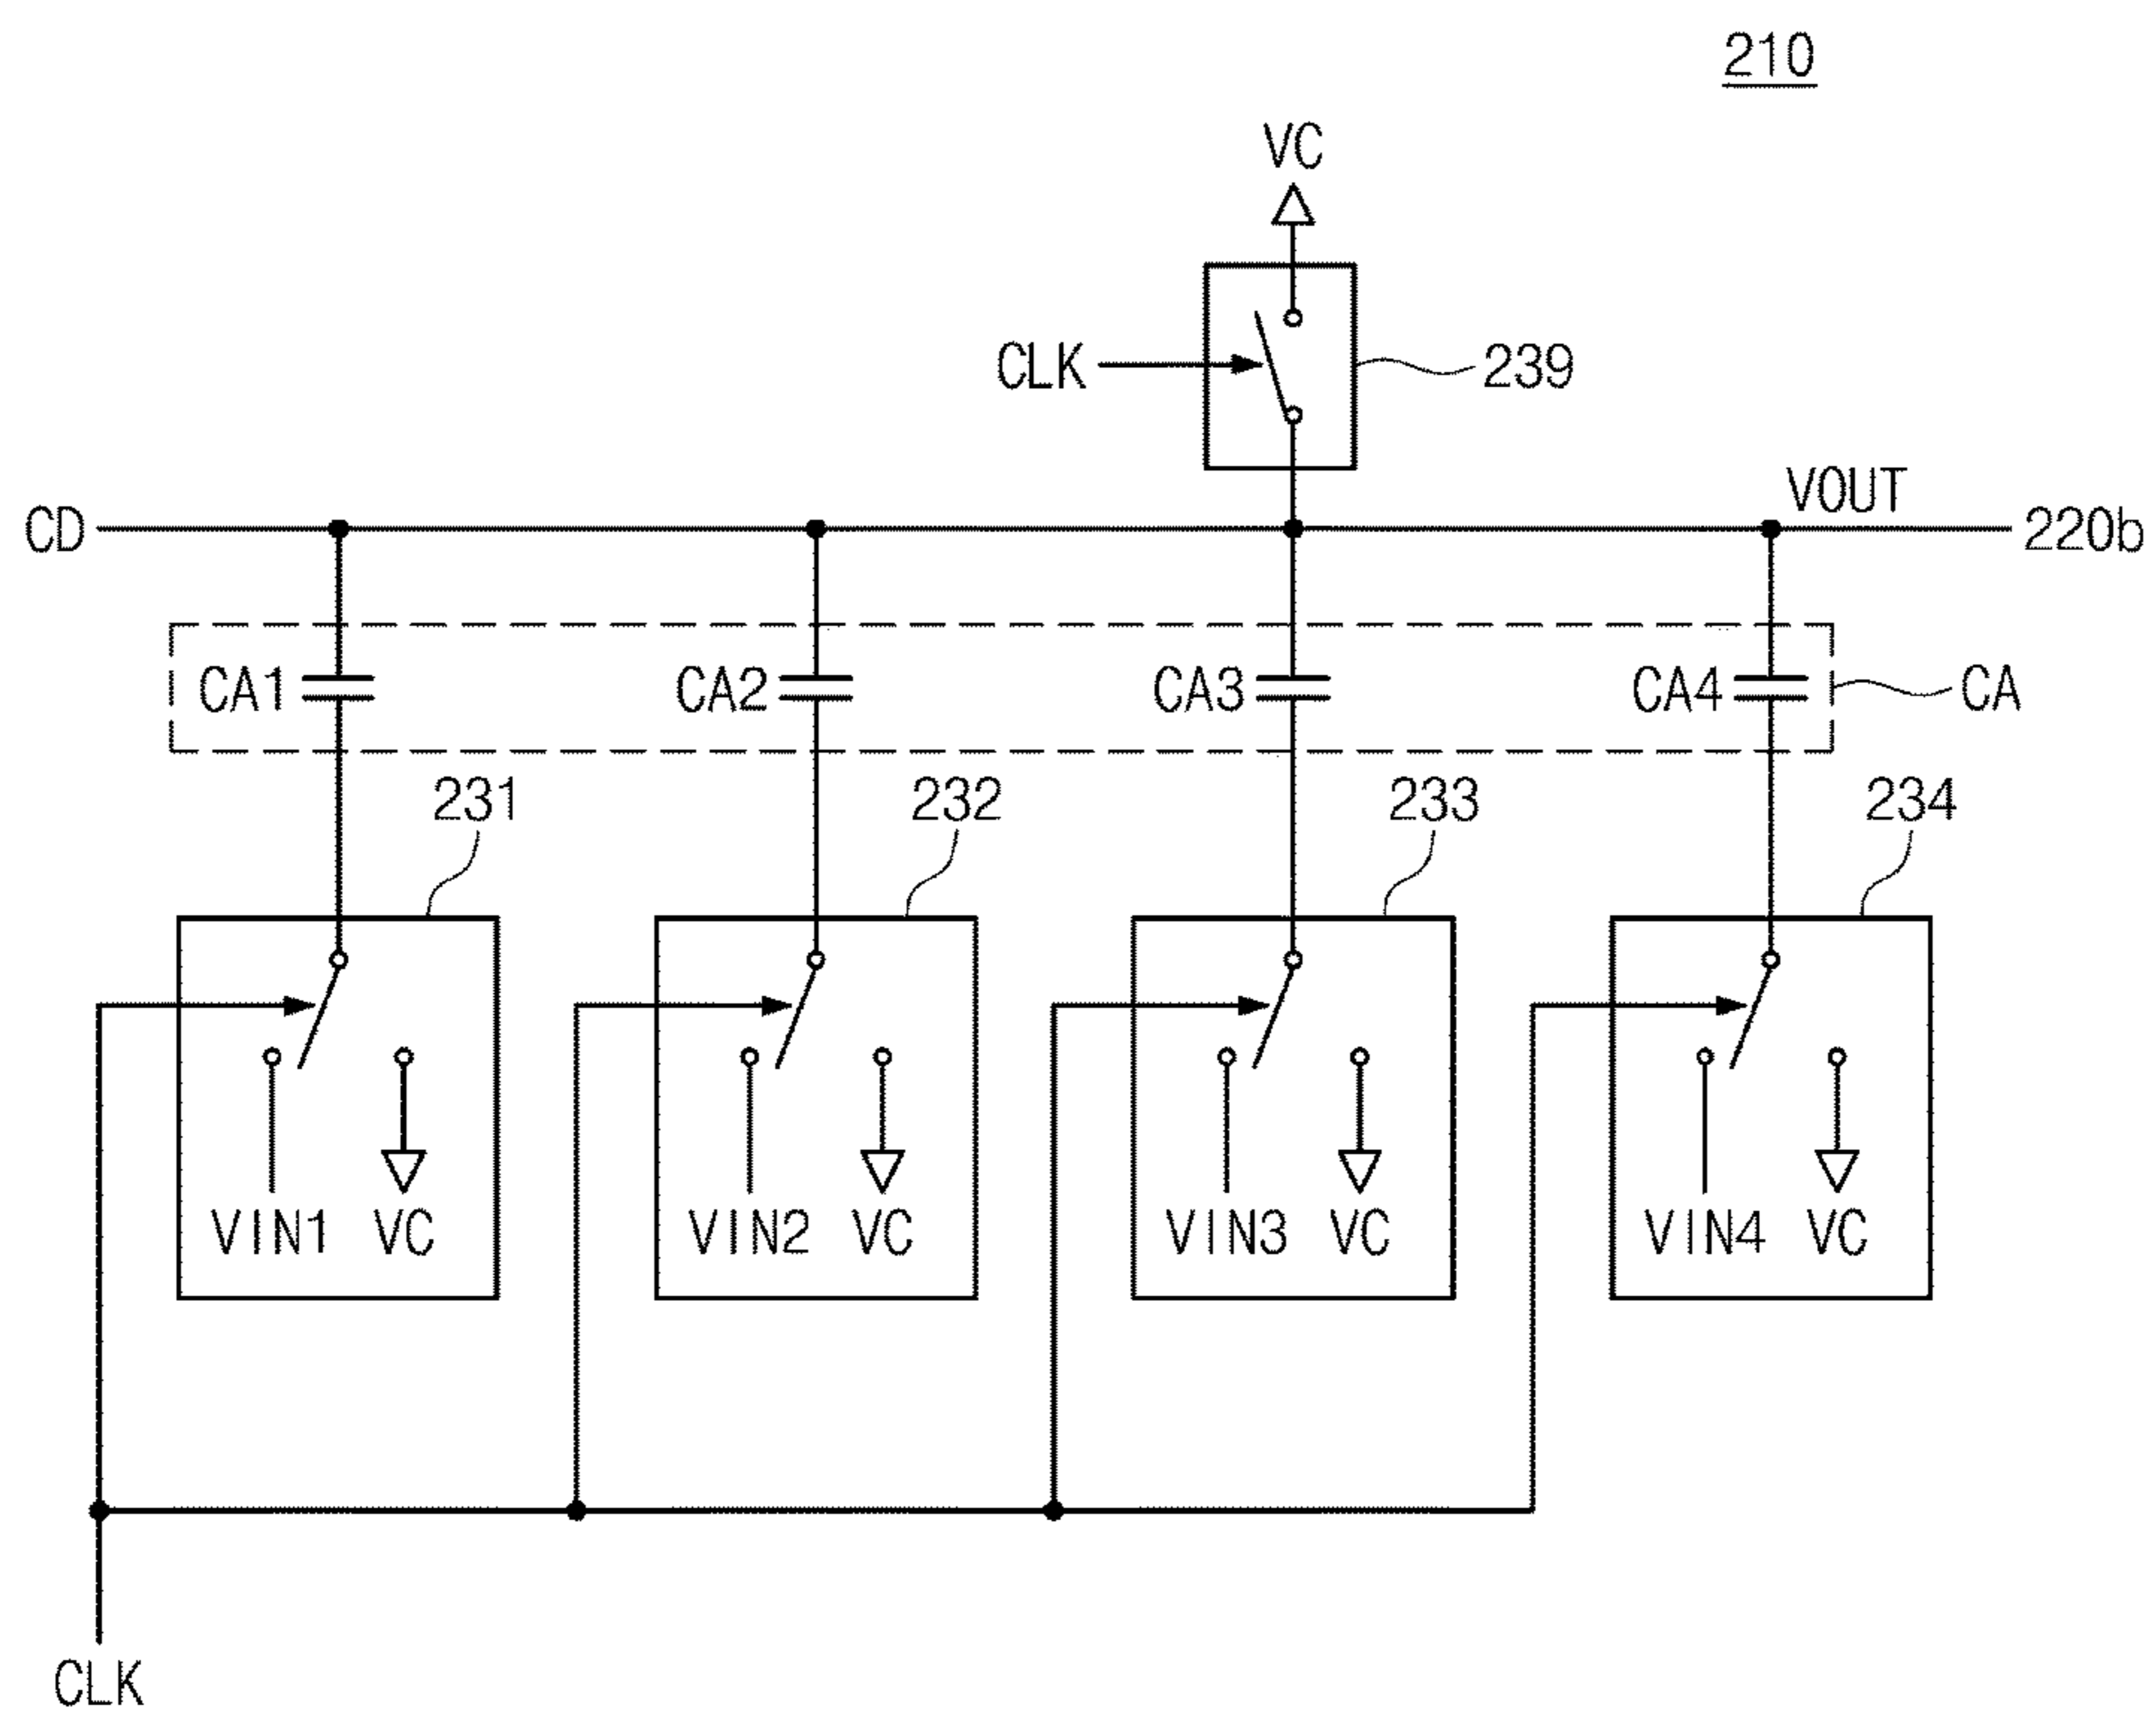 210
VC
CLK
239
CD
VOUT
220b
CA1
CA2
CA3
CA4
CA
231
232
233
234
VIN1 VC
VIN2 VC
VIN3 VC
VIN4 VC
CLK